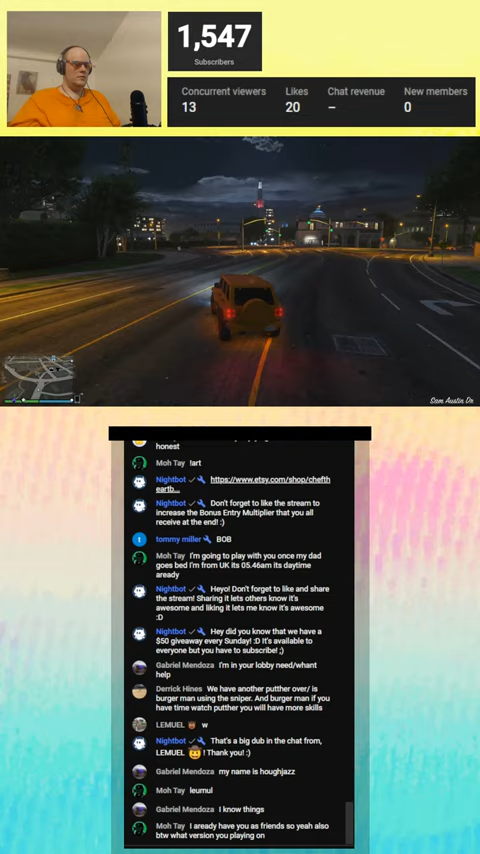 1,547
Subscribers
Concurrent viewers Likes Chat revenue New members
13 20 – 0
Sam Austin Dr
honest
Moh Tay !art
Nightbot https://www.etsy.com/shop/chefth
eartb...
Nightbot Don't forget to like the stream to
increase the Bonus Entry Multiplier that you all
receive at the end! :)
tommy miller BOB
Moh Tay I'm going to play with you once my dad
goes bed I'm from UK its 05.46am its daytime
aready
Nightbot Heyo! Don't forget to like and share
the stream! Sharing it lets others know it's
awesome and liking it lets me know it's awesome
:D
Nightbot Hey did you know that we have a
$50 giveaway every Sunday! :D It's available to
everyone but you have to subscribe! ;)
Gabriel Mendoza I'm in your lobby need/whant
help
Derrick Hines We have another putther over/ is
burger man using the sniper. And burger man if you
have time watch putther you will have more skills
LEMUEL w
Nightbot That's a big dub in the chat from,
LEMUEL ! Thank you! :)
Gabriel Mendoza my name is houghjazz
Moh Tay leumul
Gabriel Mendoza I know things
Moh Tay I aready have you as friends so yeah also
btw what version you playing on